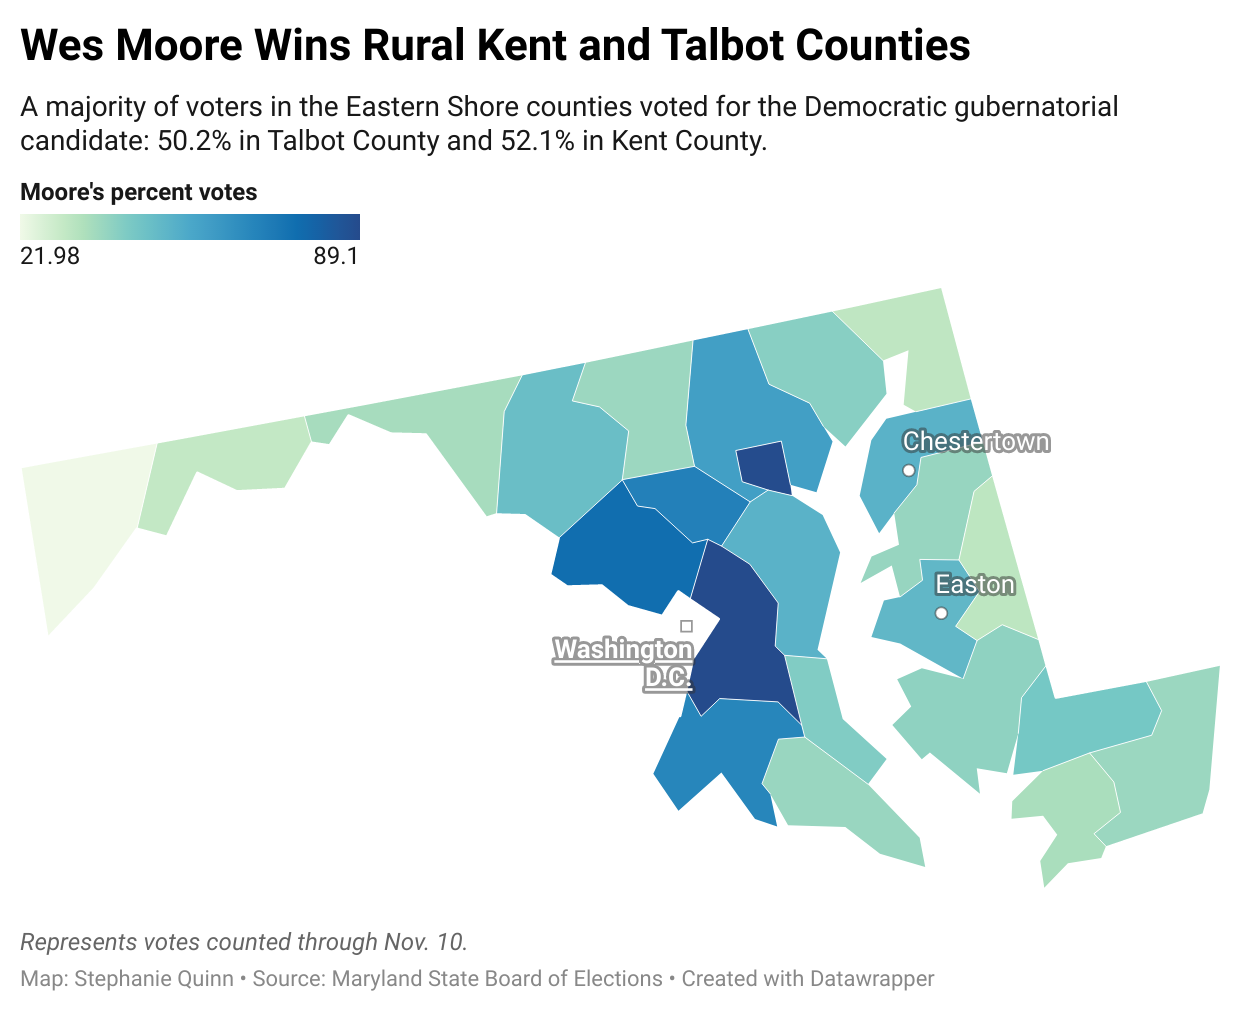 Wes Moore Wins Rural Kent and Talbot Counties
A majority of voters in the Eastern Shore counties voted for the Democratic gubernatorial
candidate: 50.2% in Talbot County and 52.1% in Kent County.
Moore's percent votes
21.98 89.1
Chestertown
Easton
Washington
D.C.
Represents votes counted through Nov. 10.
Map: Stephanie Quinn • Source: Maryland State Board of Elections • Created with Datawrapper